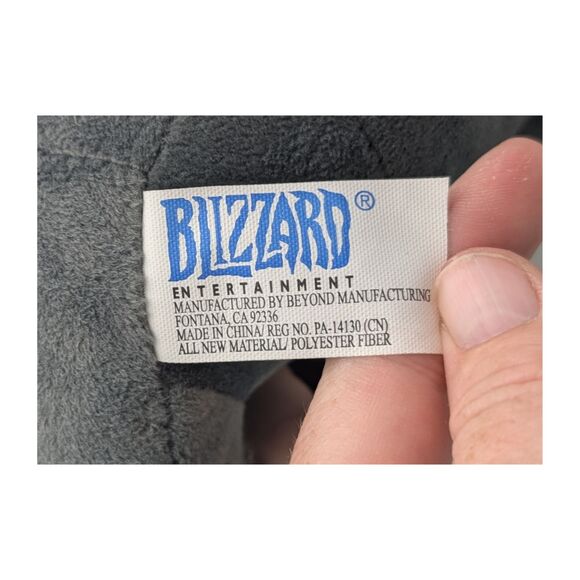 BLIZZARD®
ENTERTAINMENT
MANUFACTURED BY BEYOND MANUFACTURING
FONTANA, CA 92336
MADE IN CHINA/ REG NO. PA-14130 (CN)
ALL NEW MATERIAL/ POLYESTER FIBER